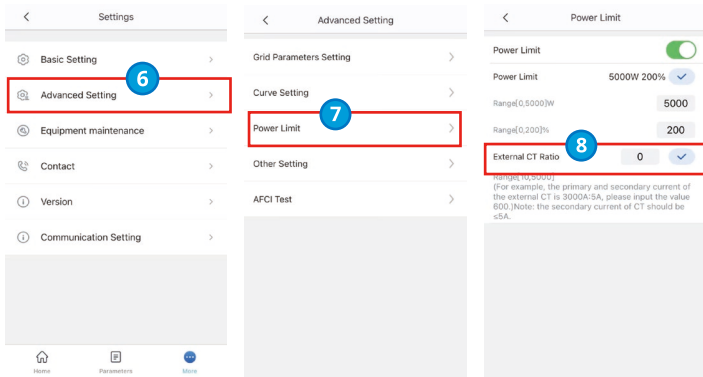 Settings
Basic Setting
6
Advanced Setting
Equipment maintenance
Contact
Version
Communication Setting
Home
Parameters
More
Advanced Setting
Grid Parameters Setting
Curve Setting
7
Power Limit
Other Setting
AFCI Test
Power Limit
Power Limit
Power Limit 5000W 200%
Range[0,5000]W 5000
Range[0,200]% 200
8
External CT Ratio 0
Range[10,5000]
(For example, the primary and secondary current of
the external CT is 3000A:5A, please input the value
600.)Note: the secondary current of CT should be
≤5A.